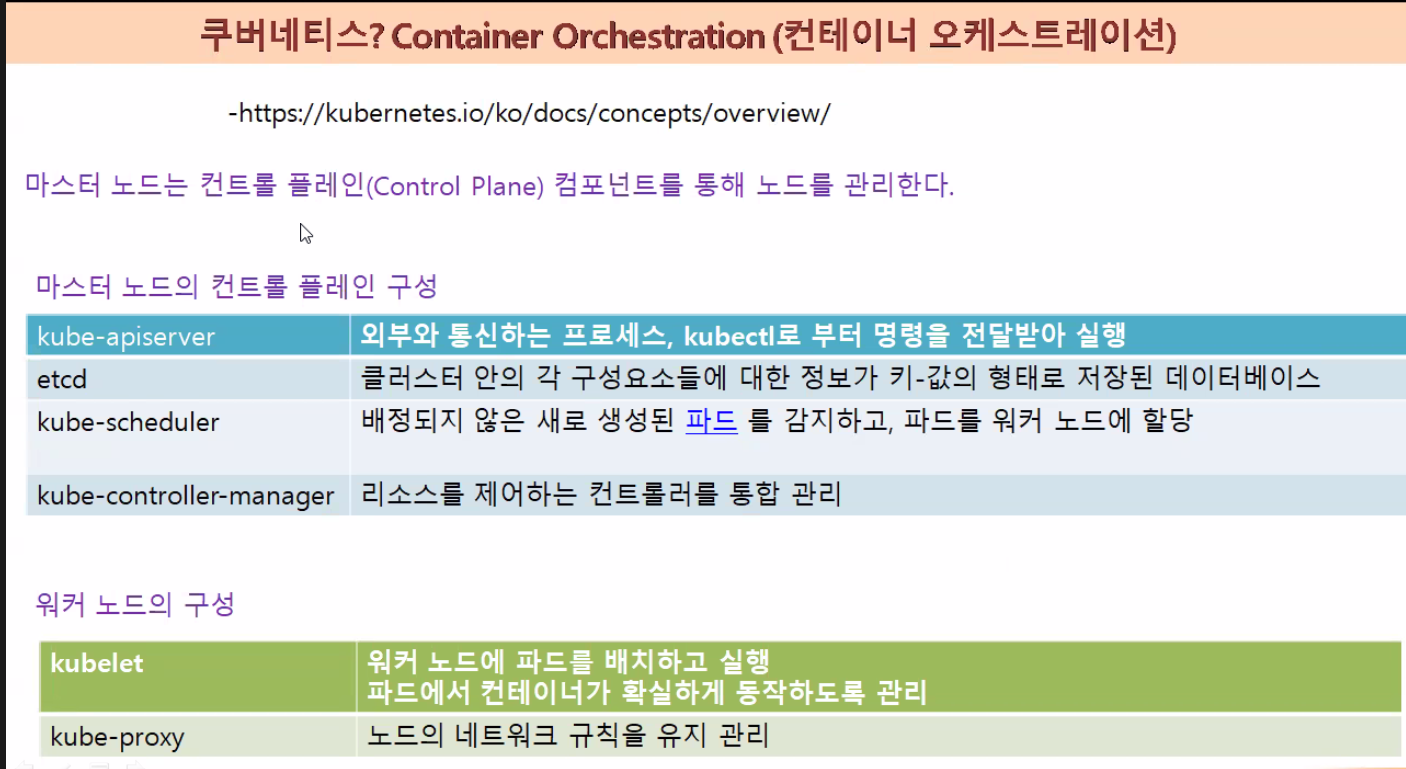 쿠버네티스? Container Orchestration (컨테이너 오케스트레이션)
-https://kubernetes.io/ko/docs/concepts/overview/
마스터 노드는 컨트롤 플레인(Control Plane) 컴포넌트를 통해 노드를 관리한다.
마스터 노드의 컨트롤 플레인 구성
kube-apiserver 외부와 통신하는 프로세스, kubectl로 부터 명령을 전달받아 실행
etcd 클러스터 안의 각 구성요소들에 대한 정보가 키-값의 형태로 저장된 데이터베이스
kube-scheduler 배정되지 않은 새로 생성된 파드 를 감지하고, 파드를 워커 노드에 할당
kube-controller-manager 리소스를 제어하는 컨트롤러를 통합 관리
워커 노드의 구성
kubelet 워커 노드에 파드를 배치하고 실행
파드에서 컨테이너가 확실하게 동작하도록 관리
kube-proxy 노드의 네트워크 규칙을 유지 관리